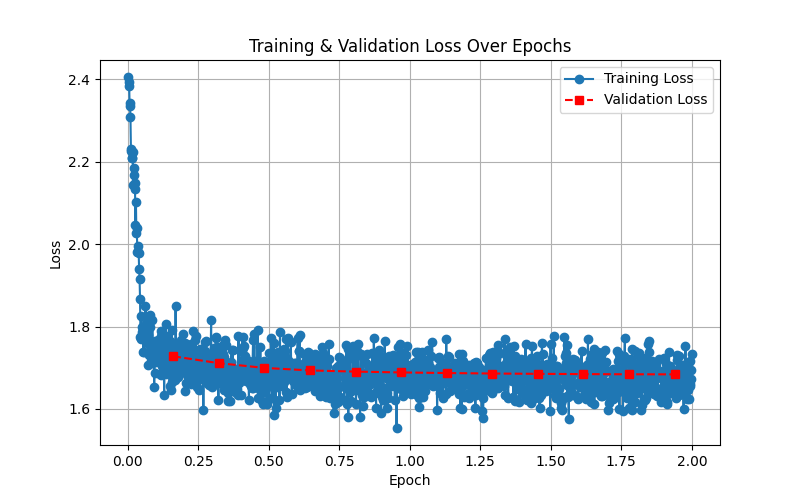 Training & Validation Loss Over Epochs
Training Loss
Validation Loss
Loss
2.4
2.2
2.0
1.8
1.6
0.00 0.25 0.50 0.75 1.00 1.25 1.50 1.75 2.00
Epoch